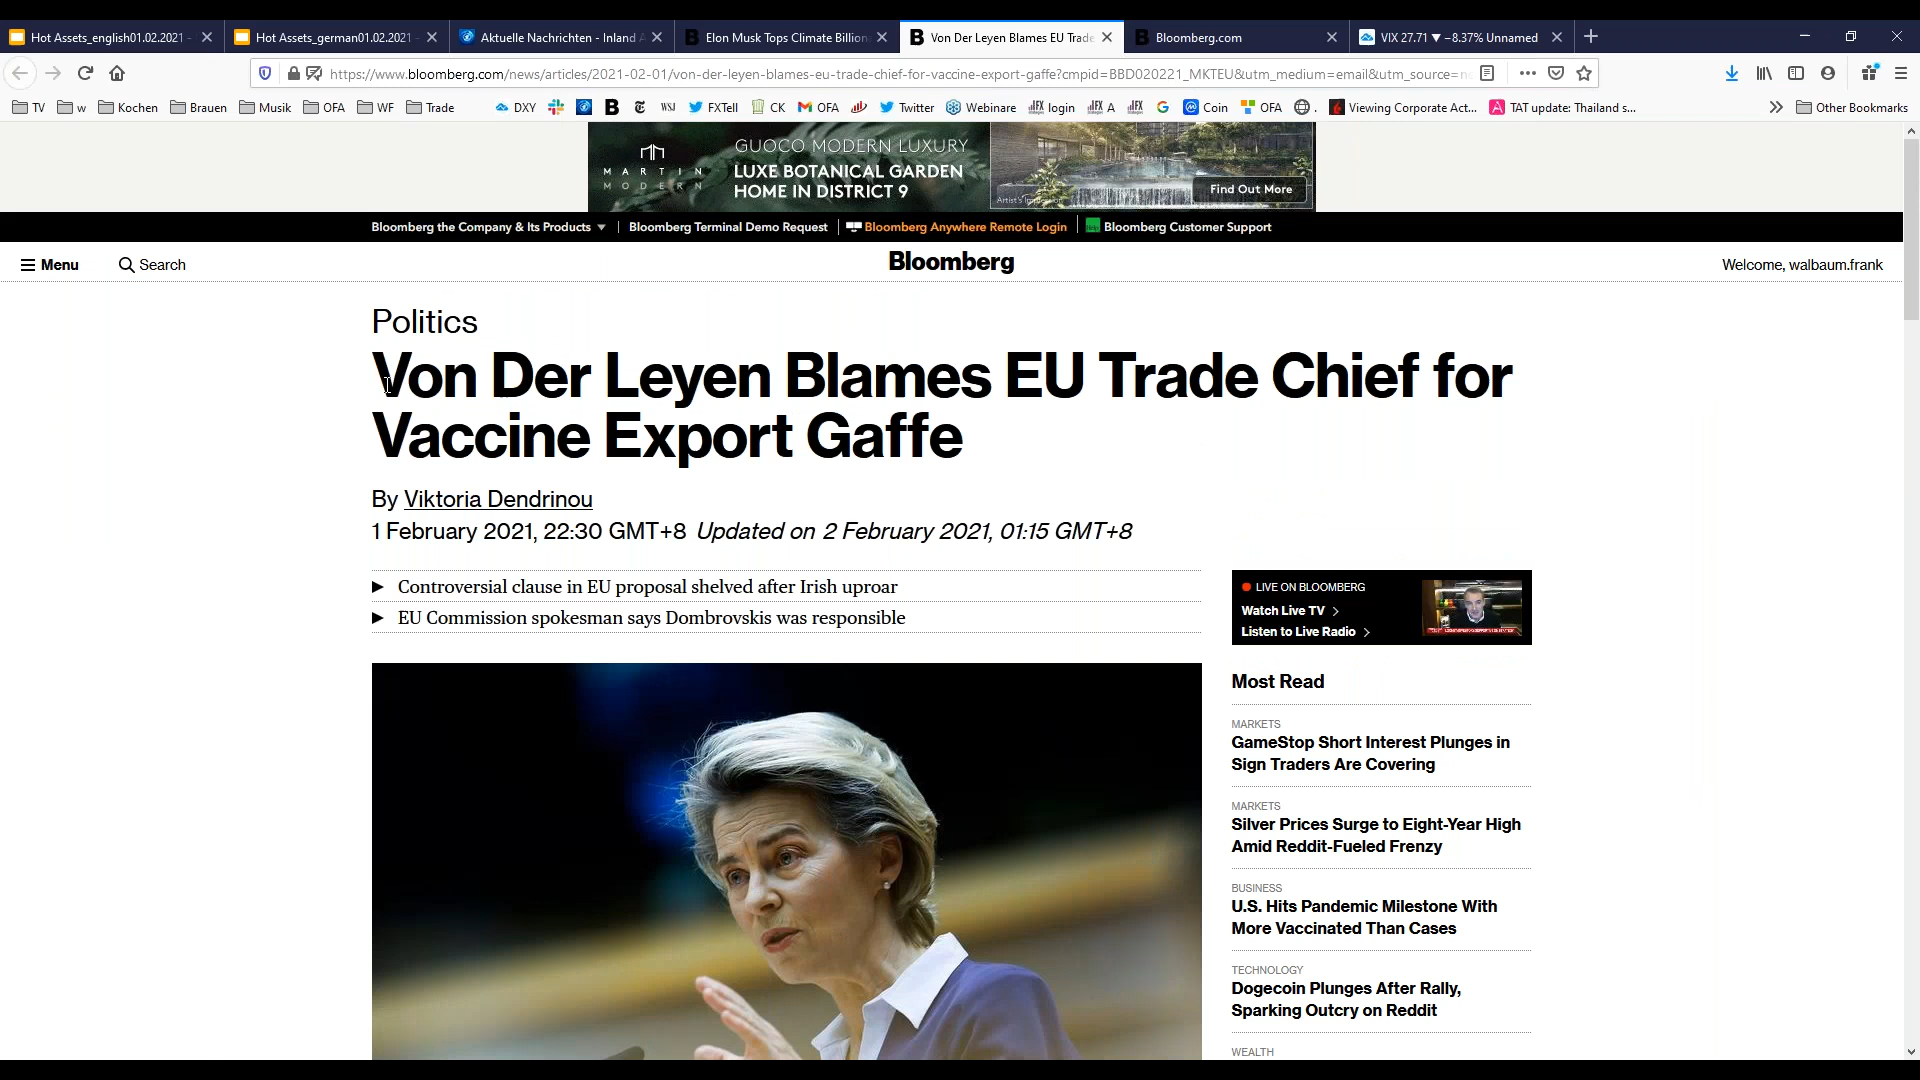 Hot Assets_english01.02.2021 -
Hot Assets_german01.02.2021 -
Aktuelle Nachrichten - Inland A
Elon Musk Tops Climate Billion
Von Der Leyen Blames EU Trade
Bloomberg.com
VIX 27.71 ▼ −8.37% Unnamed
https://www.bloomberg.com/news/articles/2021-02-01/von-der-leyen-blames-eu-trade-chief-for-vaccine-export-gaffe?cmpid=BBD020221_MKTEU&utm_medium=email&utm_source=n
TV w Kochen Brauen Musik OFA WF Trade DXY WSJ FXTell CK OFA Twitter Webinare login A Coin OFA . Viewing Corporate Act... TAT update: Thailand s... Other Bookmarks
MARTIN
MODERN
GUOCO MODERN LUXURY
LUXE BOTANICAL GARDEN
HOME IN DISTRICT 9
Find Out More
Bloomberg the Company & Its Products ▼ Bloomberg Terminal Demo Request Bloomberg Anywhere Remote Login Bloomberg Customer Support
Menu Search Bloomberg Welcome, walbaum.frank
Politics
Von Der Leyen Blames EU Trade Chief for
Vaccine Export Gaffe
By Viktoria Dendrinou
1 February 2021, 22:30 GMT+8 Updated on 2 February 2021, 01:15 GMT+8
► Controversial clause in EU proposal shelved after Irish uproar
► EU Commission spokesman says Dombrovskis was responsible
LIVE ON BLOOMBERG
Watch Live TV >
Listen to Live Radio >
Most Read
MARKETS
GameStop Short Interest Plunges in
Sign Traders Are Covering
MARKETS
Silver Prices Surge to Eight-Year High
Amid Reddit-Fueled Frenzy
BUSINESS
U.S. Hits Pandemic Milestone With
More Vaccinated Than Cases
TECHNOLOGY
Dogecoin Plunges After Rally,
Sparking Outcry on Reddit
WEALTH